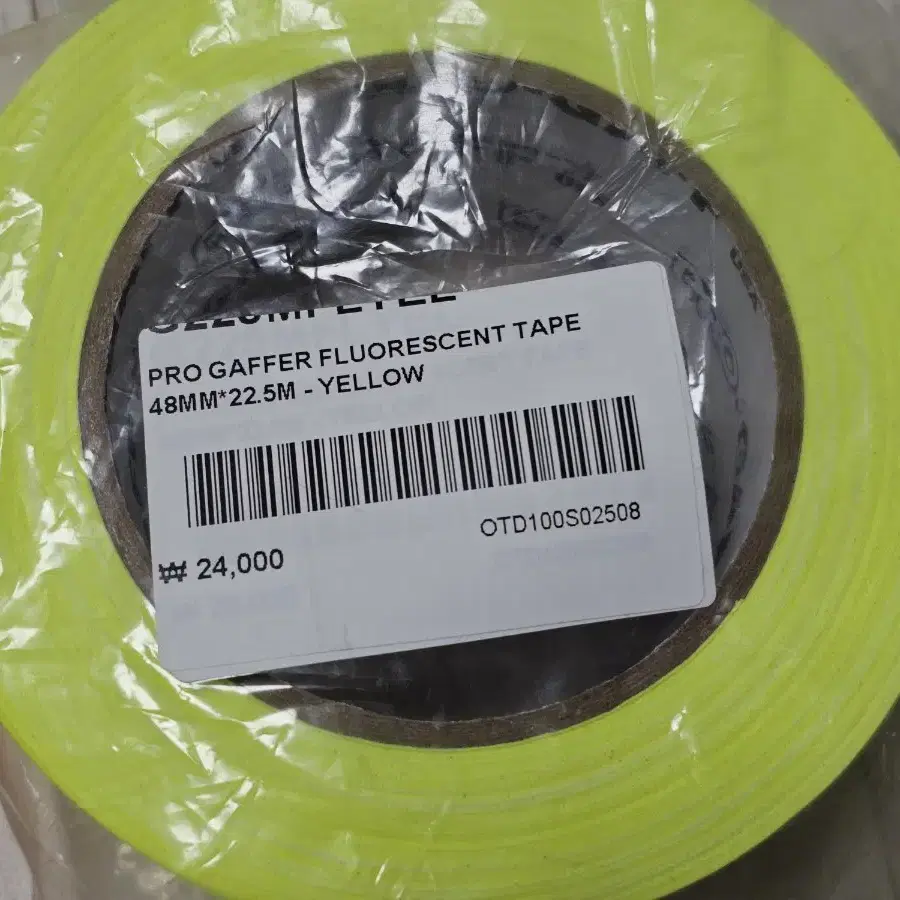 PRO GAFFER FLUORESCENT TAPE
48MM*22.5M - YELLOW
OTD100S02508
₩ 24,000